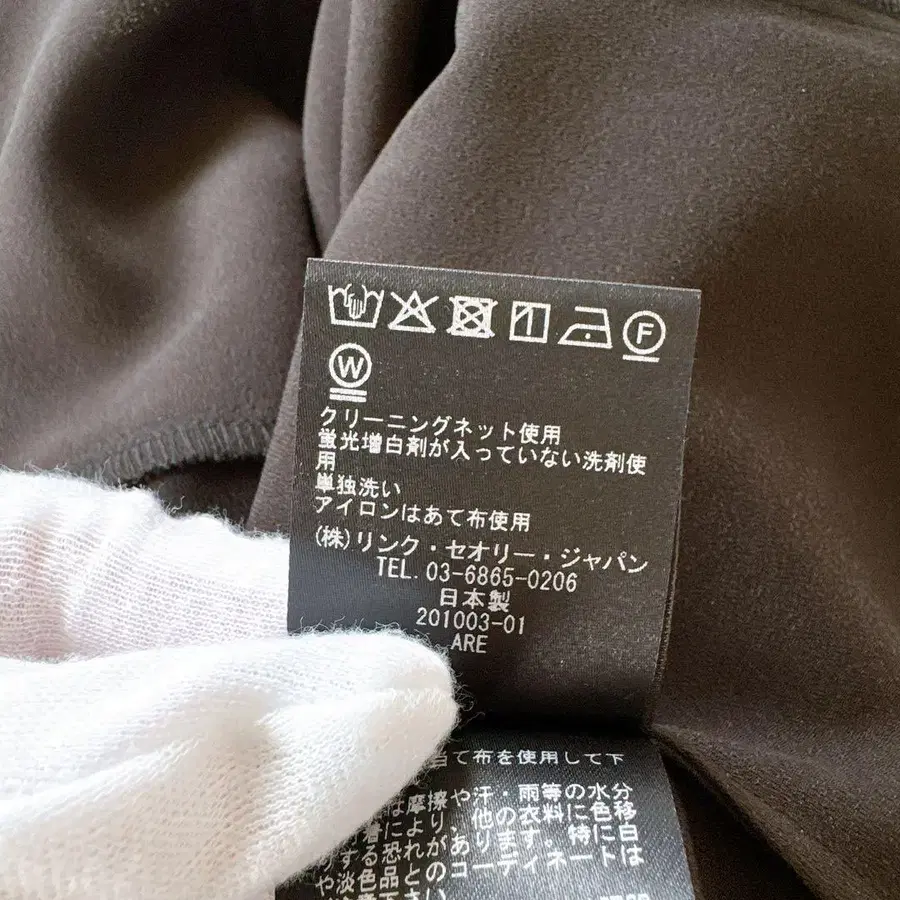 F
W
クリーニングネット使用
蛍光増白剤が入っていない洗剤使
用
単独洗い
アイロンはあて布使用
(株)リンク・セオリー・ジャパン
TEL. 03-6865-0206
日本製
201003-01
ARE
て布を使用して下
は摩擦や汗・雨等の水分
着により、他の衣料に色移
する恐れがあります。特に白
や淡色品とのコーディネートは